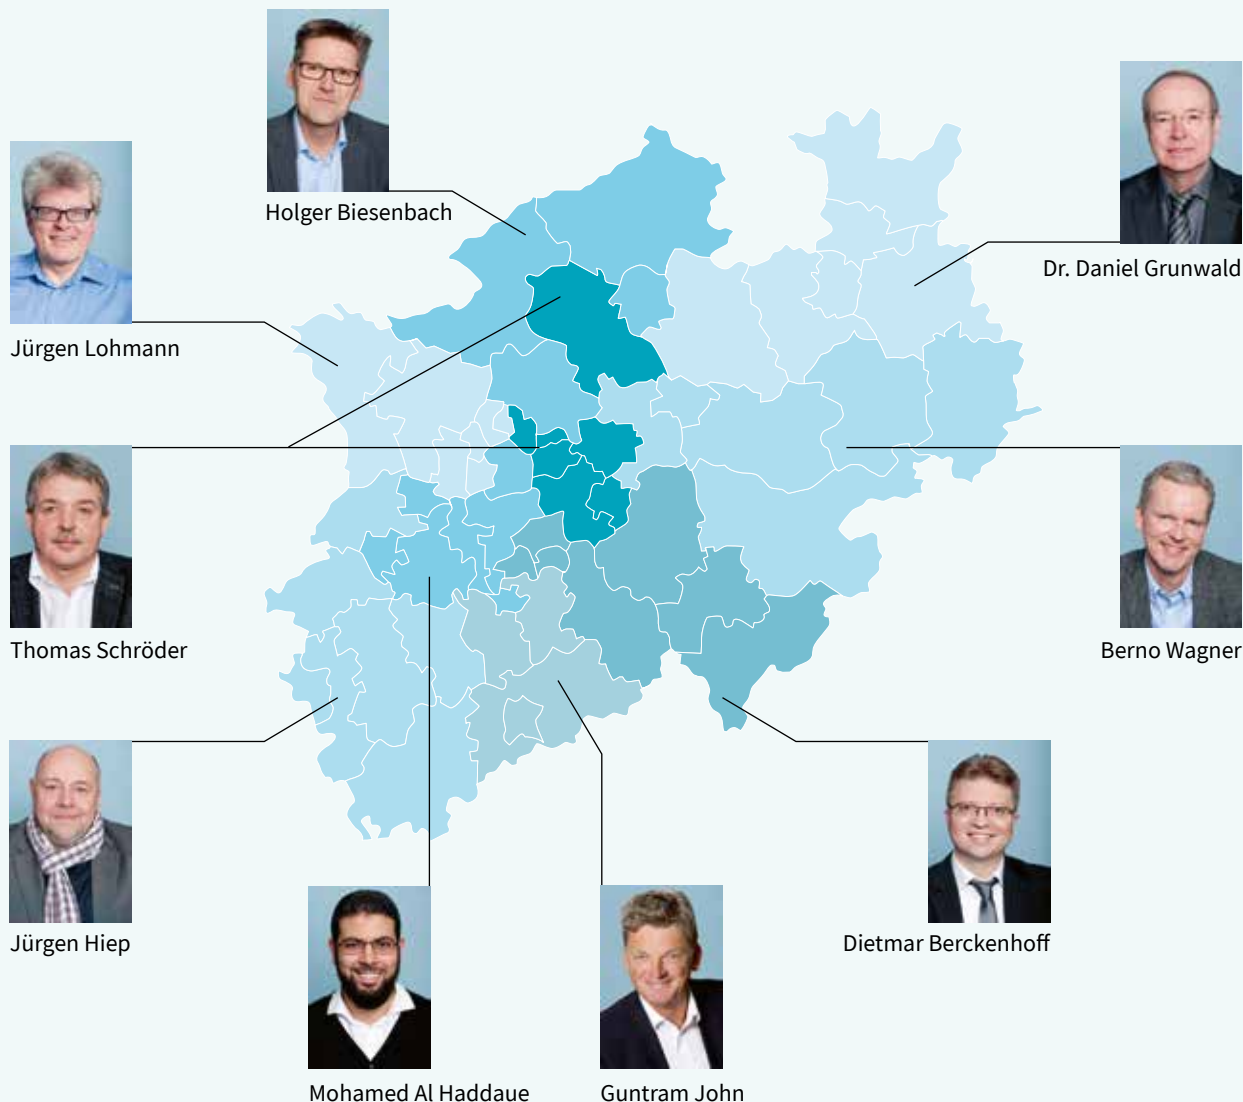 Holger Biesenbach
Dr. Daniel Grunwald
Jürgen Lohmann
Thomas Schröder
Berno Wagner
Jürgen Hiep
Dietmar Berckenhoff
Mohamed Al Haddaue
Guntram John